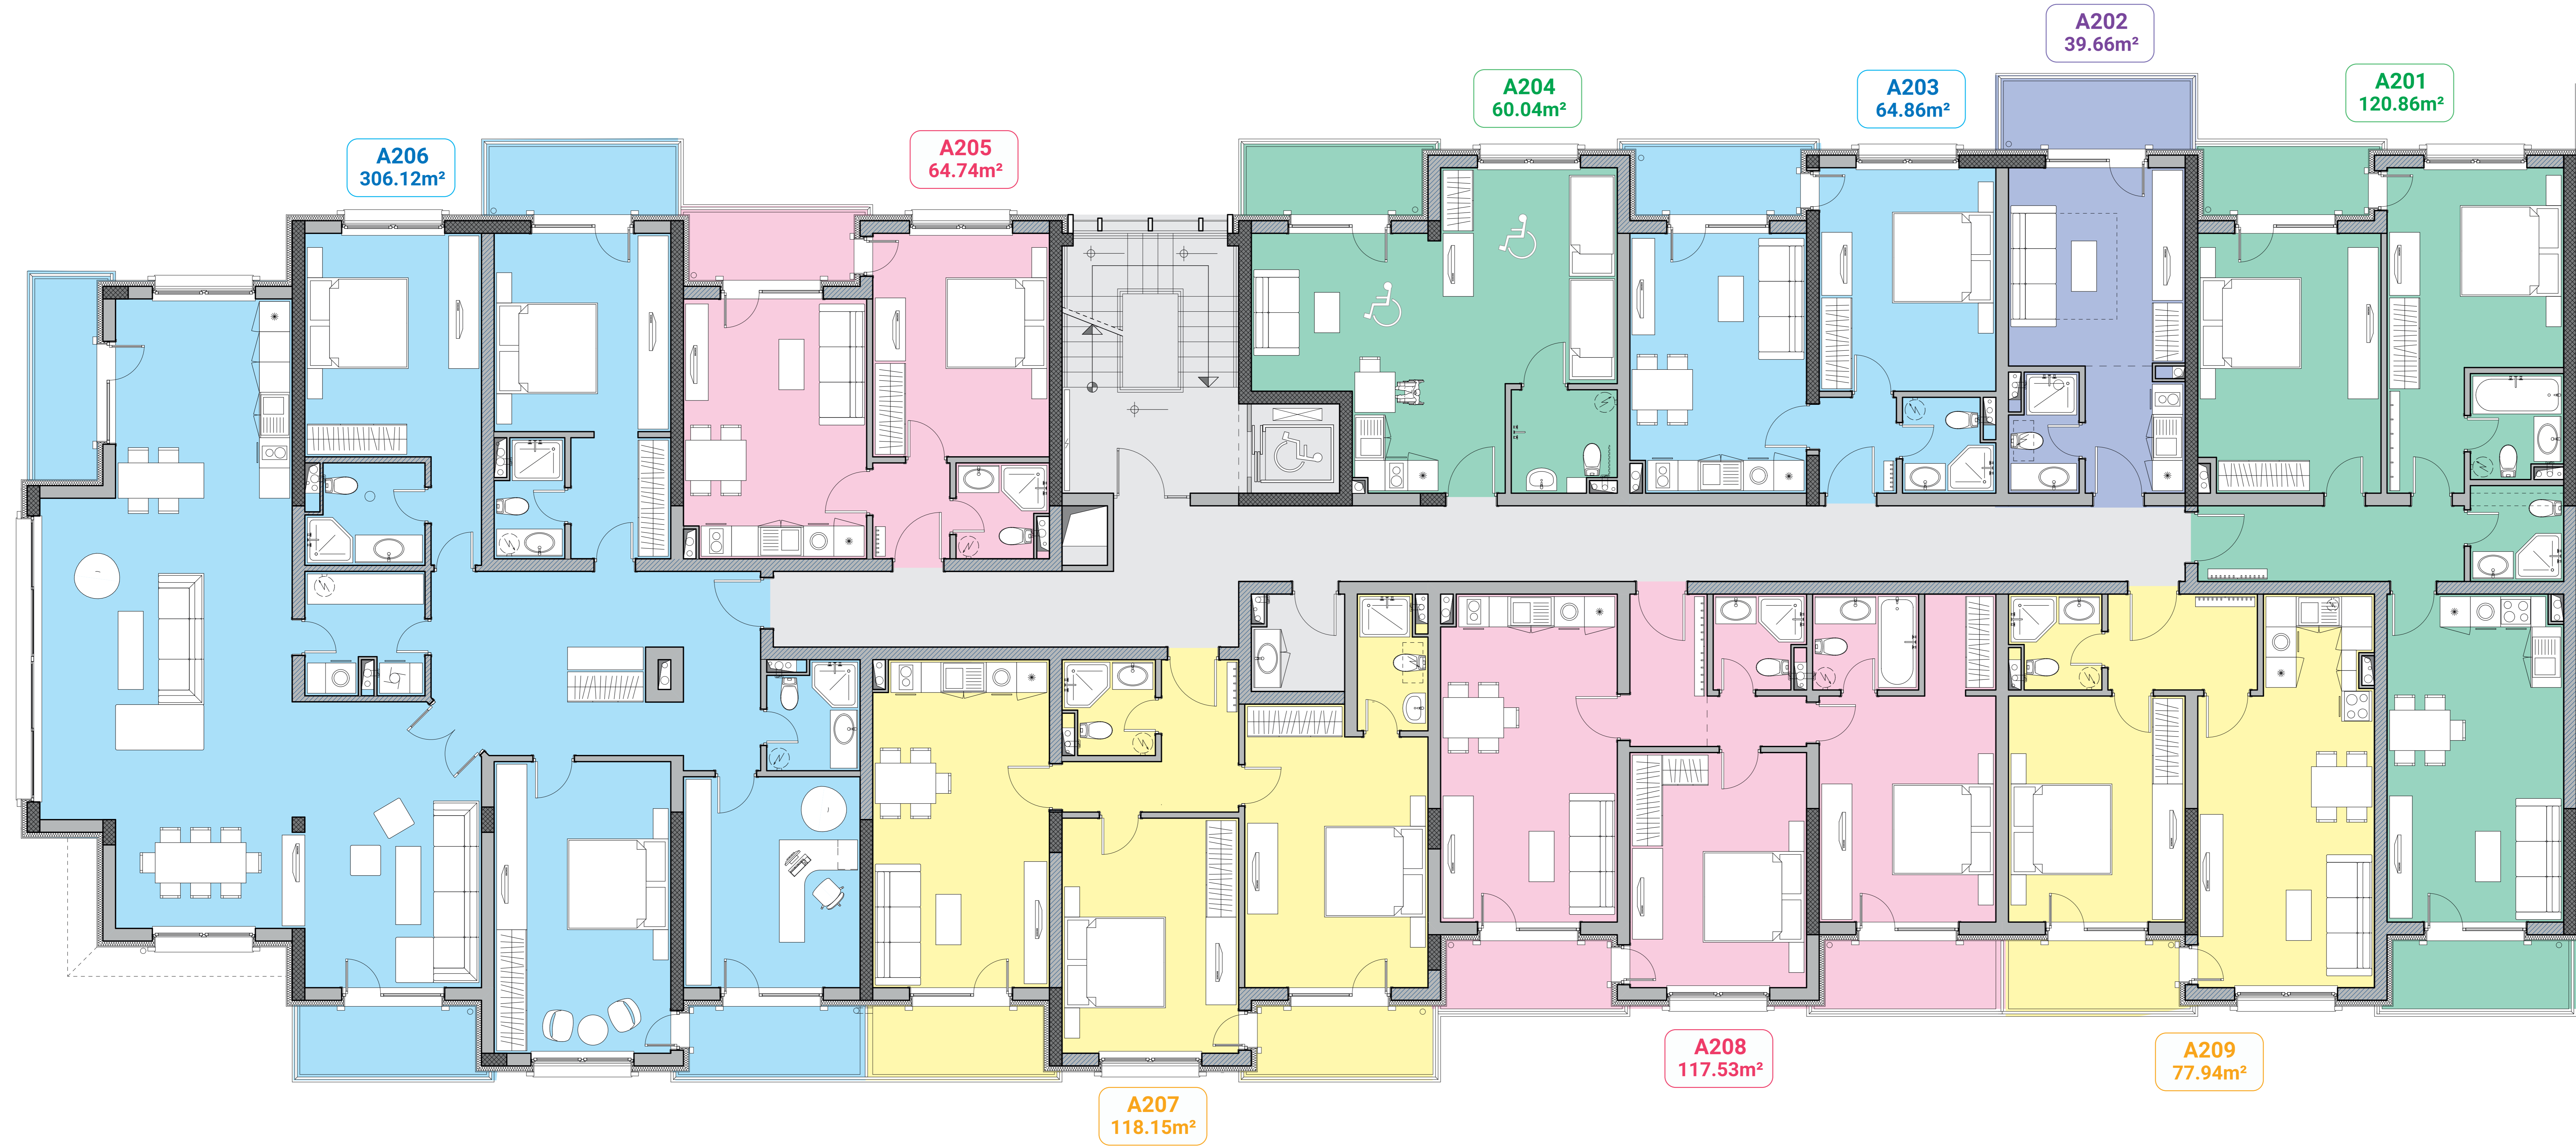 A202
39.66m²
A201
120.86m²
A204
60.04m²
A203
64.86m²
A205
64.74m²
A206
306.12m²
A208
117.53m²
A209
77.94m²
A207
118.15m²